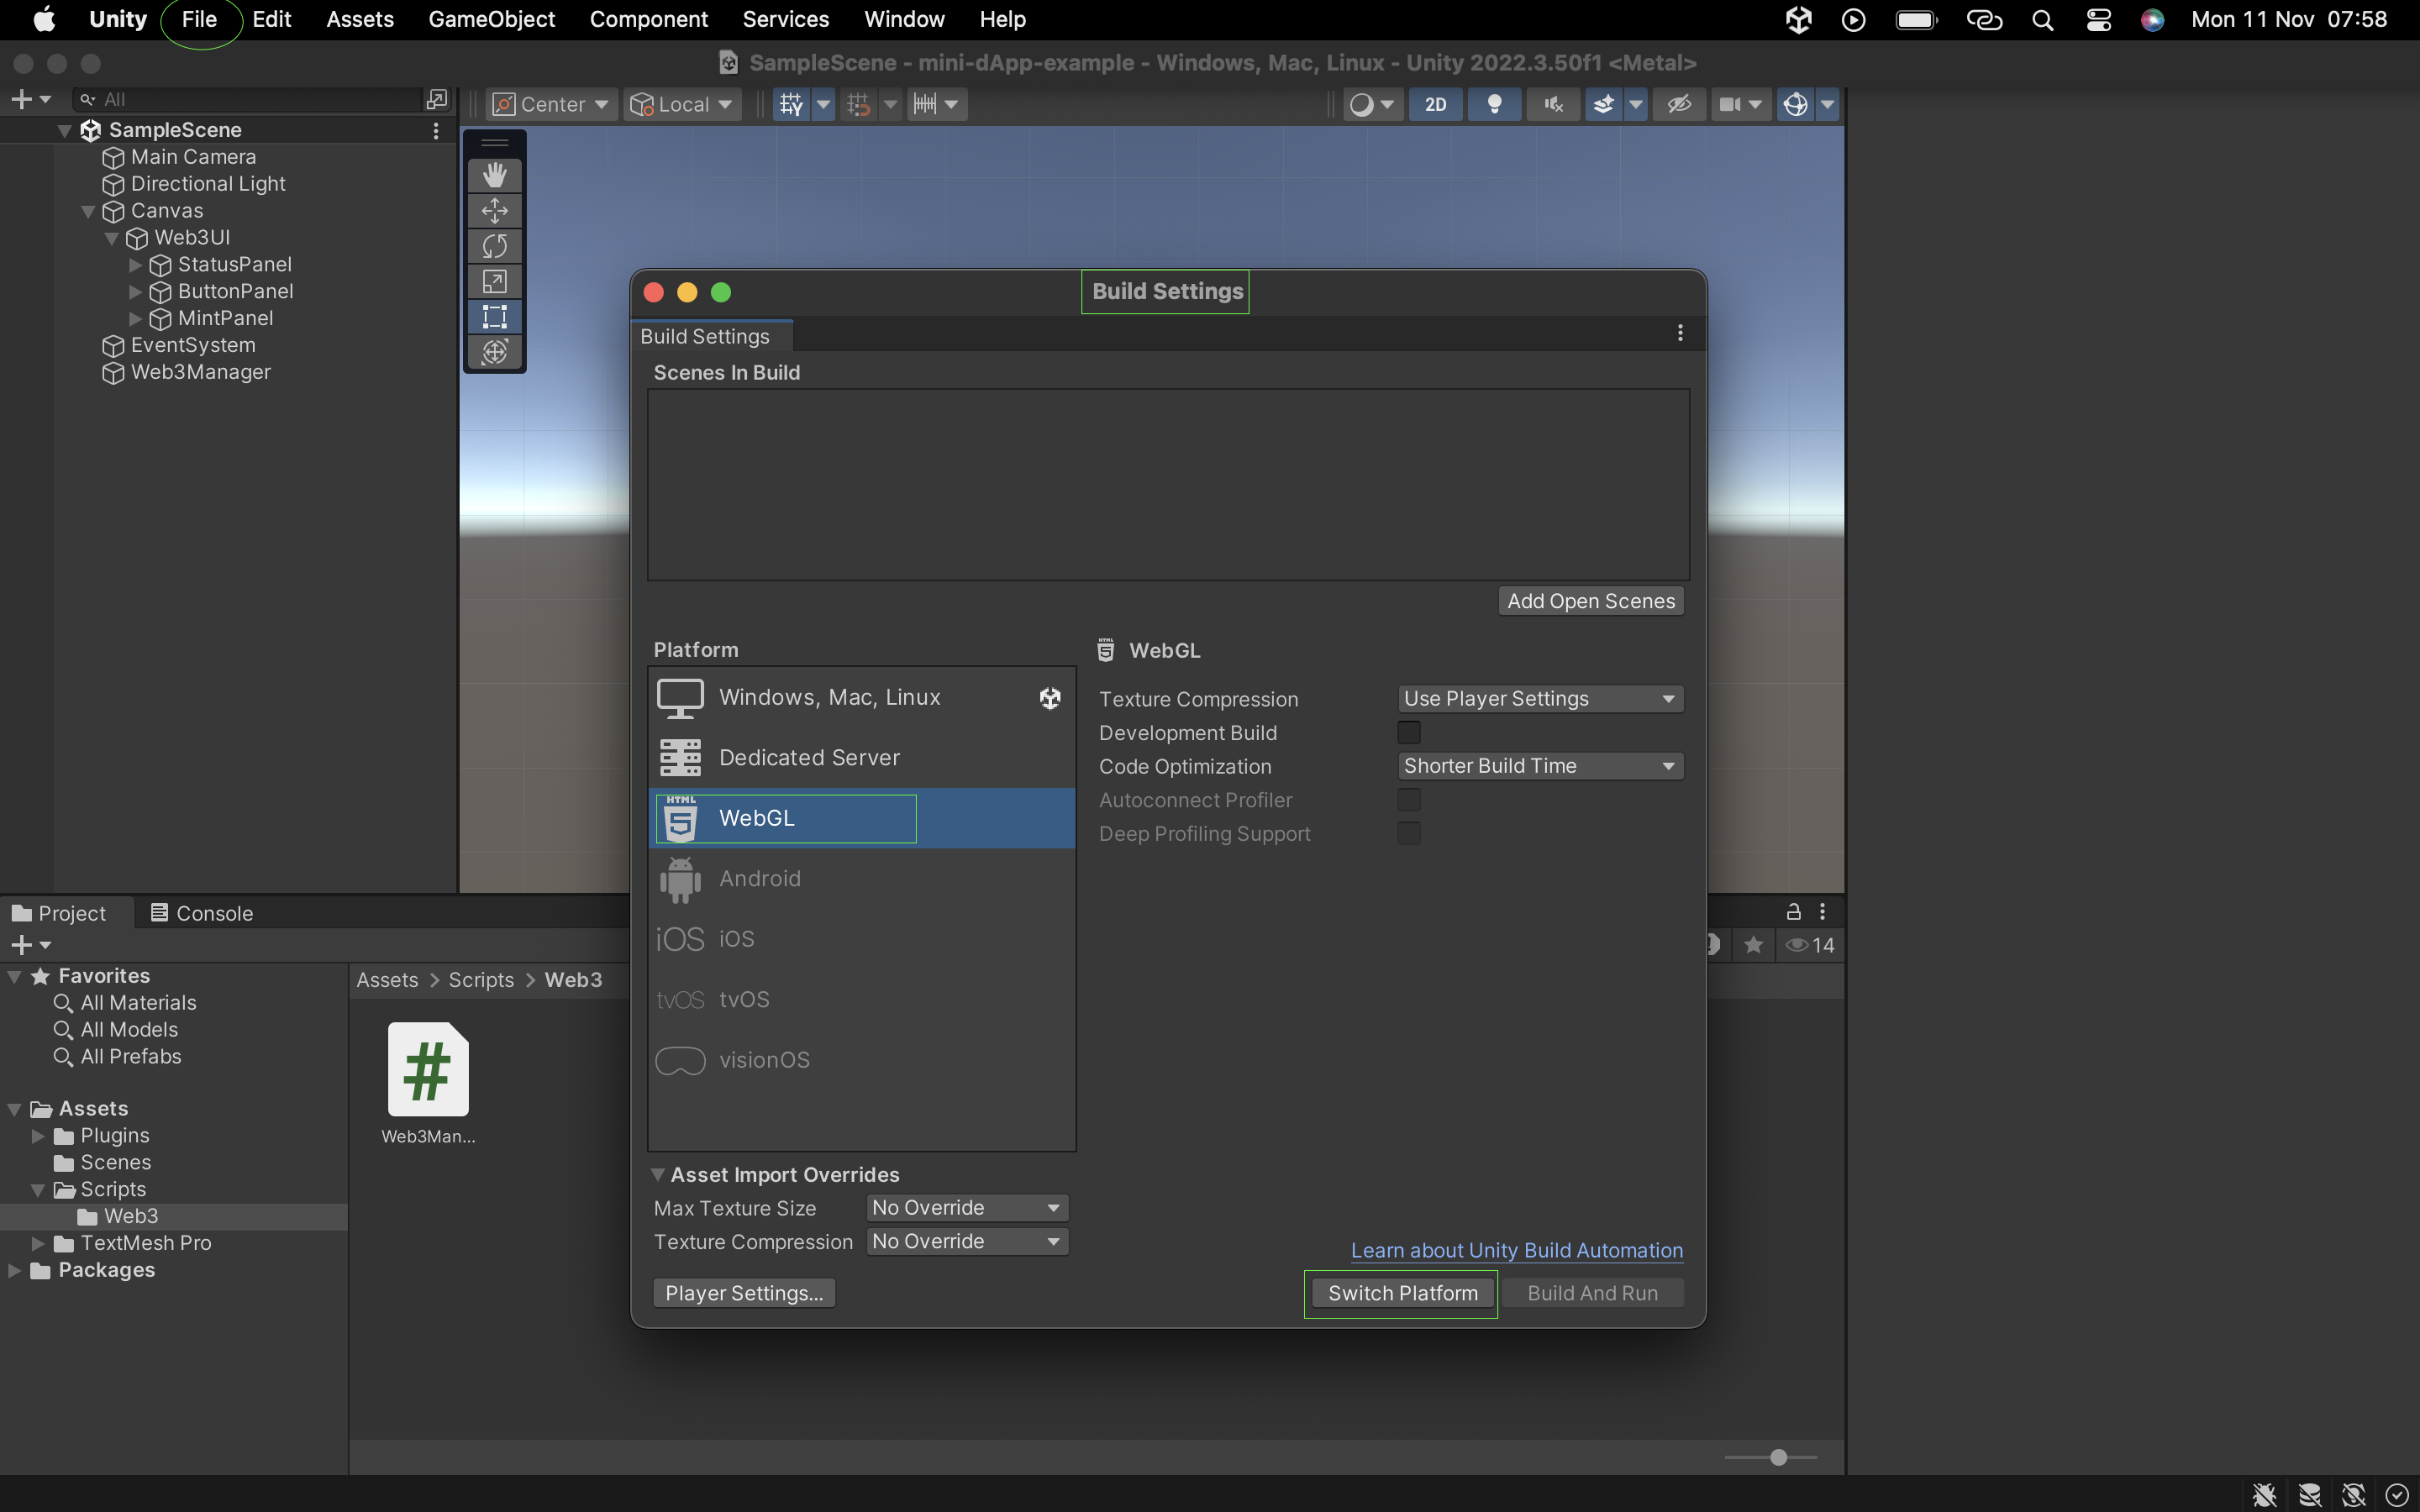 Unity File Edit Assets GameObject Component Services Window Help Mon 11 Nov 07:58
SampleScene - mini-dApp-example - Windows, Mac, Linux - Unity 2022.3.50f1 <Metal>
All
Center Local 2D
SampleScene
Main Camera
Directional Light
Canvas
Web3UI
StatusPanel
ButtonPanel
MintPanel
EventSystem
Web3Manager
Build Settings
Build Settings
Scenes In Build
Add Open Scenes
Platform
Windows, Mac, Linux
Dedicated Server
HTML 5 WebGL
Android
iOS iOS
tvOS tvOS
visionOS
HTML 5 WebGL
Texture Compression Use Player Settings
Development Build
Code Optimization Shorter Build Time
Autoconnect Profiler
Deep Profiling Support
Asset Import Overrides
Max Texture Size No Override
Texture Compression No Override
Learn about Unity Build Automation
Player Settings... Switch Platform Build And Run
Project Console
14
Favorites
All Materials
All Models
All Prefabs
Assets
Plugins
Scenes
Scripts
Web3
TextMesh Pro
Packages
Assets > Scripts > Web3
#
Web3Man...